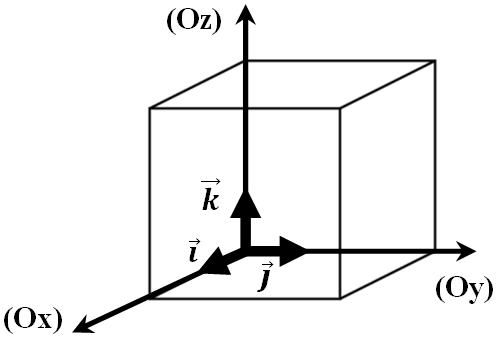 (Oz)
k⃗
i⃗
j⃗
(Oy)
(Ox)